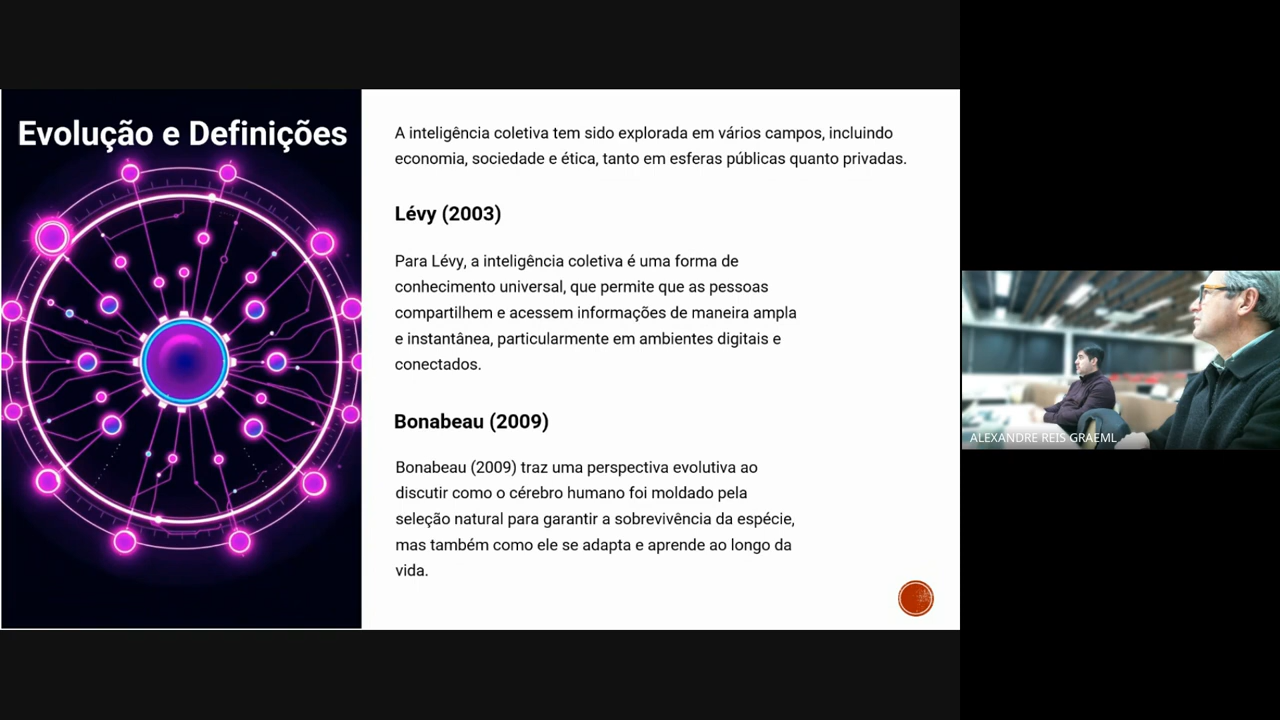 Evolução e Definições
A inteligência coletiva tem sido explorada em vários campos, incluindo
economia, sociedade e ética, tanto em esferas públicas quanto privadas.
Lévy (2003)
Para Lévy, a inteligência coletiva é uma forma de
conhecimento universal, que permite que as pessoas
compartilhem e acessem informações de maneira ampla
e instantânea, particularmente em ambientes digitais e
conectados.
Bonabeau (2009)
Bonabeau (2009) traz uma perspectiva evolutiva ao
discutir como o cérebro humano foi moldado pela
seleção natural para garantir a sobrevivência da espécie,
mas também como ele se adapta e aprende ao longo da
vida.
ALEXANDRE REIS GRAEML